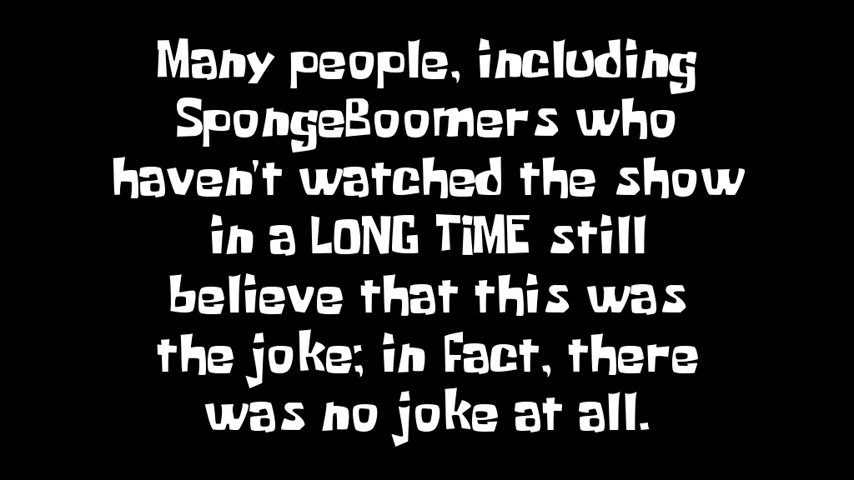 Many people, including
SpongeBoomers who
haven't watched the show
in a LONG TiME still
believe that this was
the joke; in fact, there
was no joke at all.